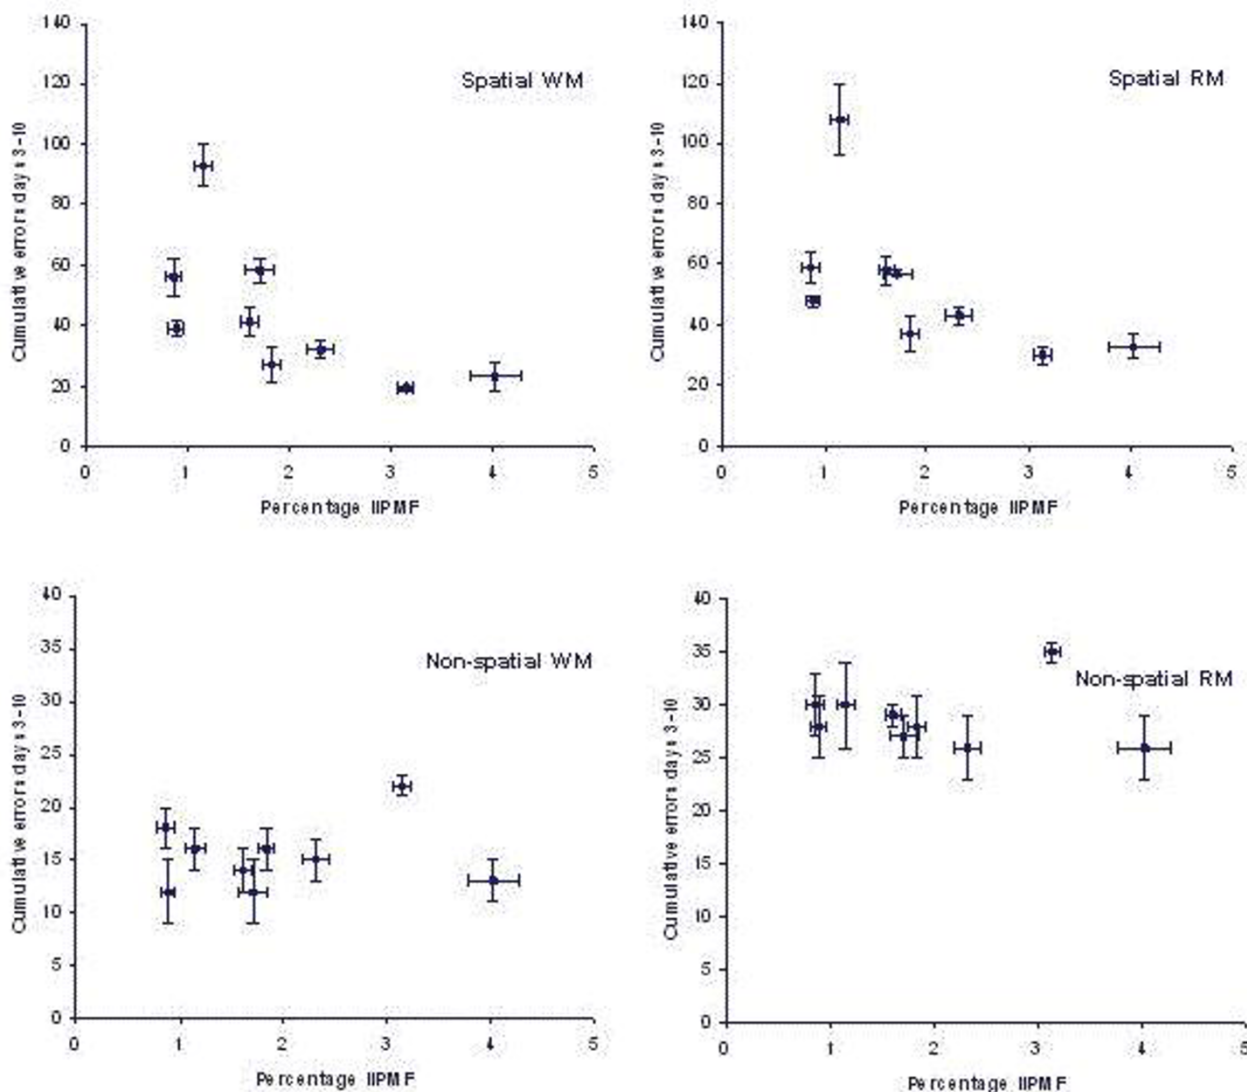 140
120
100
80
60
40
20
0
0 1 2 3 4 5
Cumulative errors days 3-10
Percentage IIPMF
Spatial WM
140
120
100
80
60
40
20
0
0 1 2 3 4 5
Cumulative errors days 3-10
Percentage IIPMF
Spatial RM
40
35
30
25
20
15
10
5
0
0 1 2 3 4 5
Cumulative errors days 3-10
Percentage IIPMF
Non-spatial WM
40
35
30
25
20
15
10
5
0
0 1 2 3 4 5
Cumulative errors days 3-10
Percentage IIPMF
Non-spatial RM